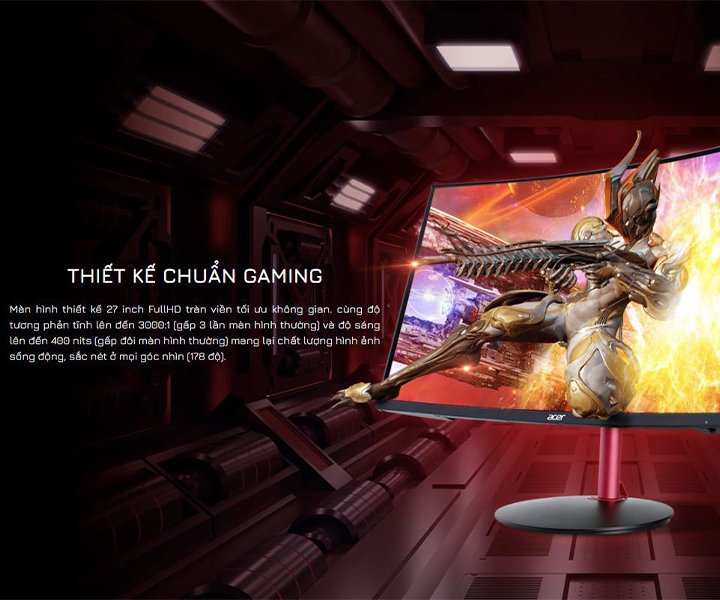 THIẾT KẾ CHUẨN GAMING
Màn hình thiết kế 27 inch FullHD tràn viền tối ưu không gian. cùng độ
tương phản tĩnh lên đến 3000:1 (gấp 3 lần màn hình thường) và độ sáng
lên đến 400 nits (gấp đôi màn hình thường) mang lại chất lượng hình ảnh
sống động, sắc nét ở mọi góc nhìn (178 độ).
acer